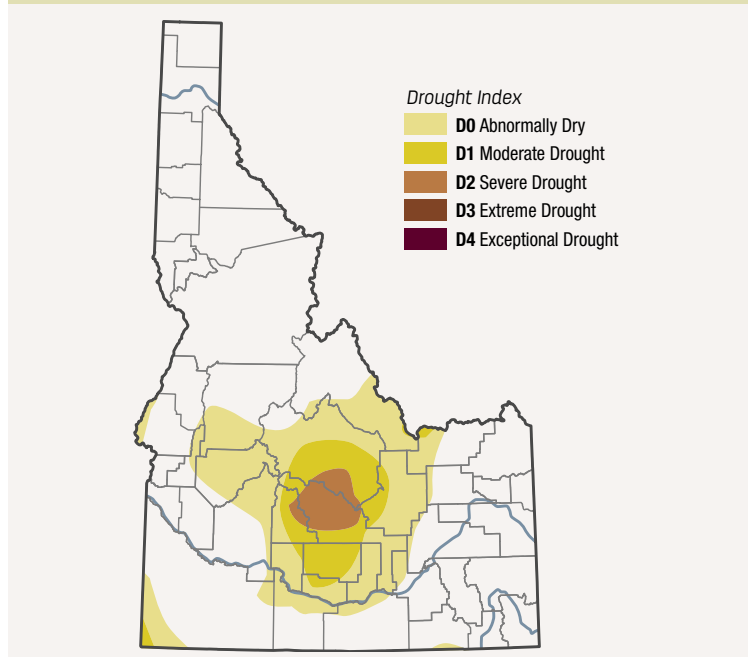 Drought Index
D0 Abnormally Dry
D1 Moderate Drought
D2 Severe Drought
D3 Extreme Drought
D4 Exceptional Drought